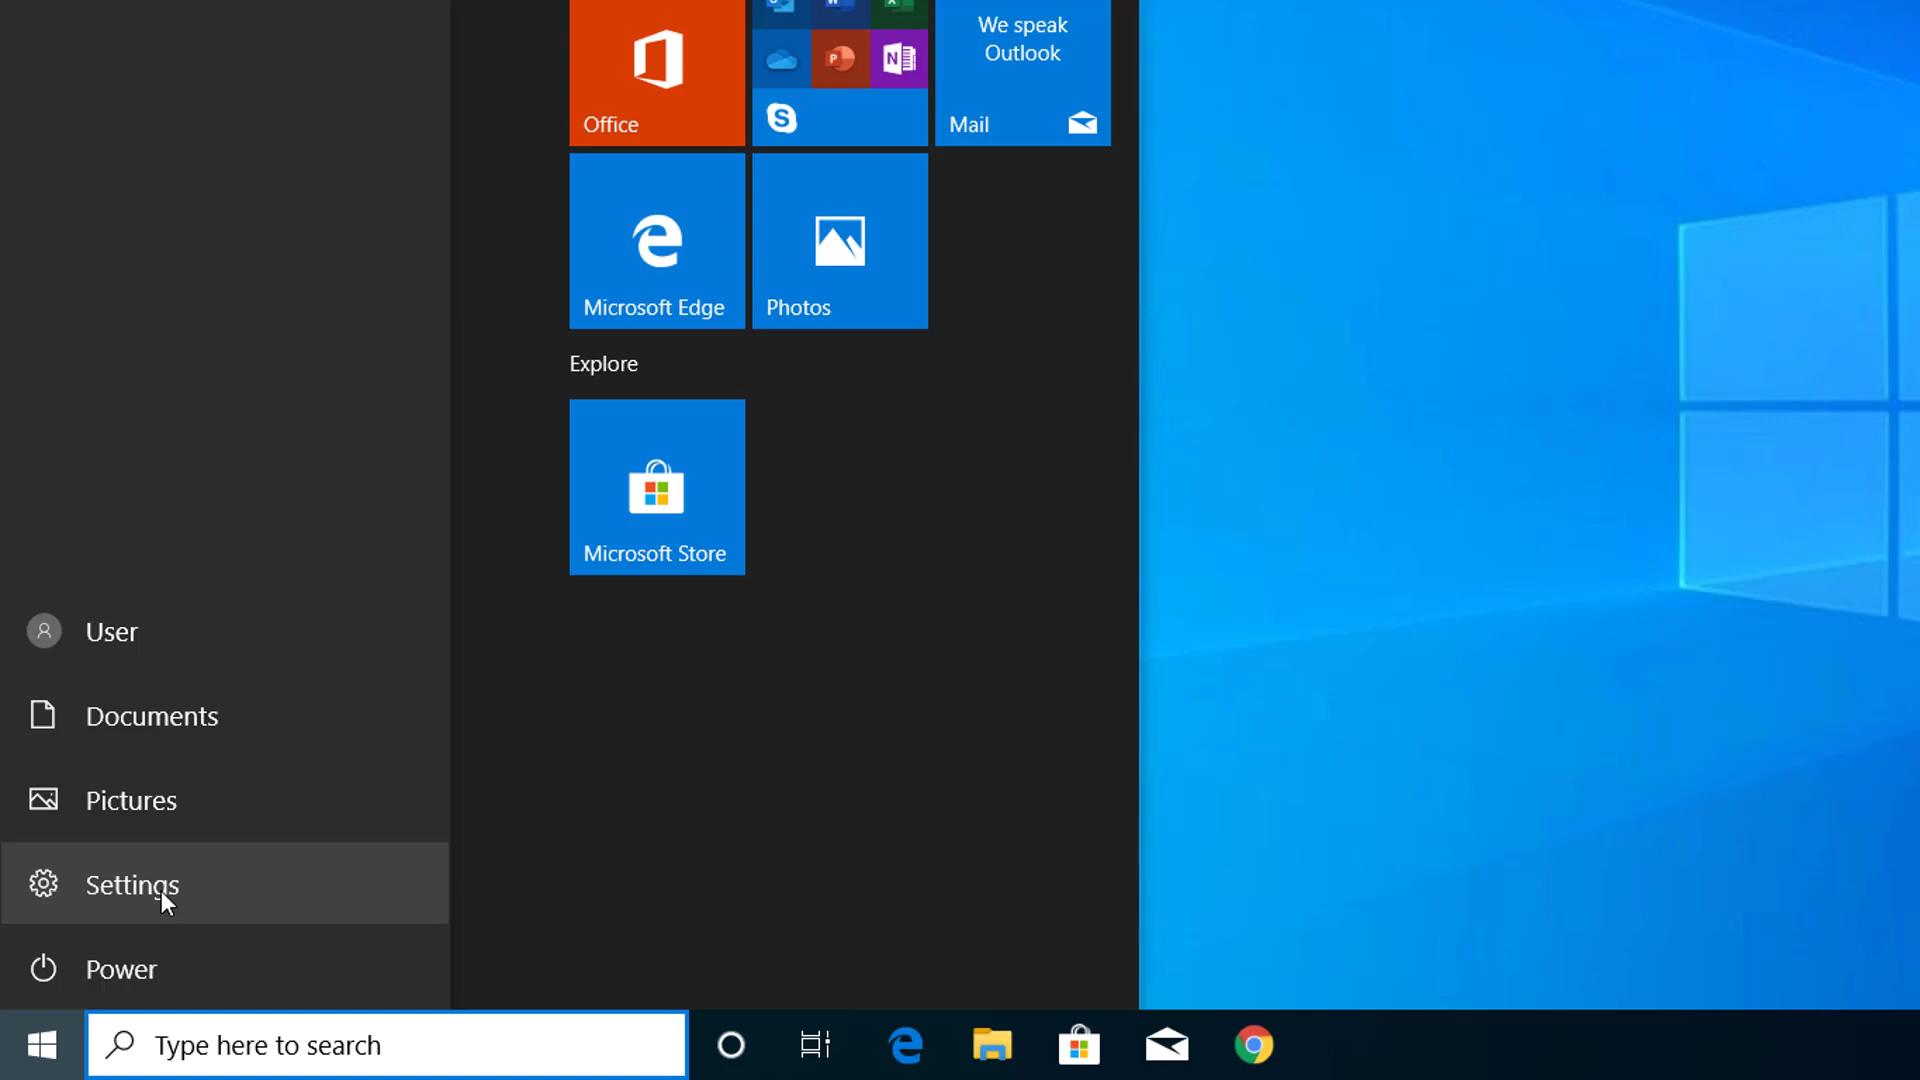 We speak
Outlook
Office
Mail
Microsoft Edge
Photos
Explore
Microsoft Store
User
Documents
Pictures
Settings
Power
Type here to search